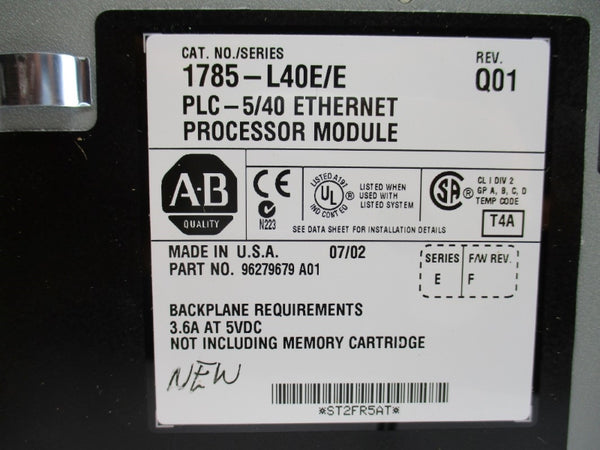 CAT. NO./SERIES
1785-L40E/E
PLC-5/40 ETHERNET
PROCESSOR MODULE
REV.
Q01
A-B
QUALITY
CE
N223
LISTED A197
UL ®
IND CONT EQ
LISTED WHEN
USED WITH
LISTED SYSTEM
SA ®
CL I DIV 2
GP A, B, C, D
TEMP CODE
T4A
SEE DATA SHEET FOR INSTALLATION DETAILS
MADE IN U.S.A. 07/02
PART NO. 96279679 A01
SERIES F/W REV.
E F
BACKPLANE REQUIREMENTS
3.6A AT 5VDC
NOT INCLUDING MEMORY CARTRIDGE
NEW
*ST2FR5AT*